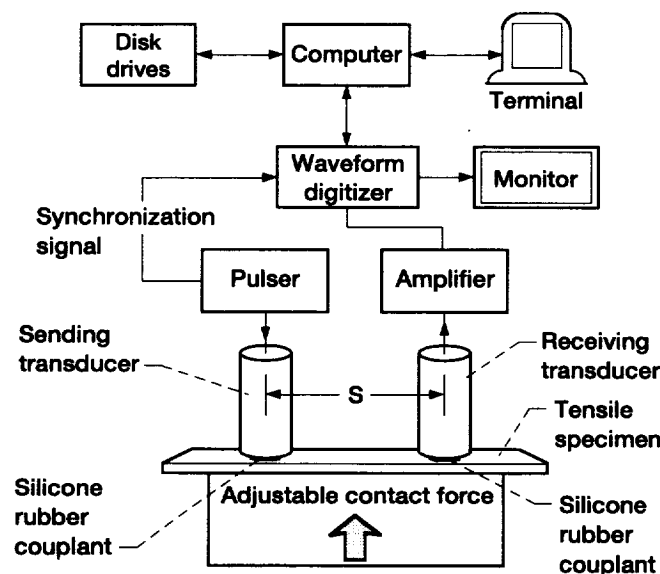 Disk
drives
Computer
Terminal
Waveform
digitizer
Monitor
Synchronization
signal
Pulser
Amplifier
Sending
transducer
Receiving
transducer
S
Tensile
specimen
Silicone
rubber
couplant
Adjustable contact force
Silicone
rubber
couplant